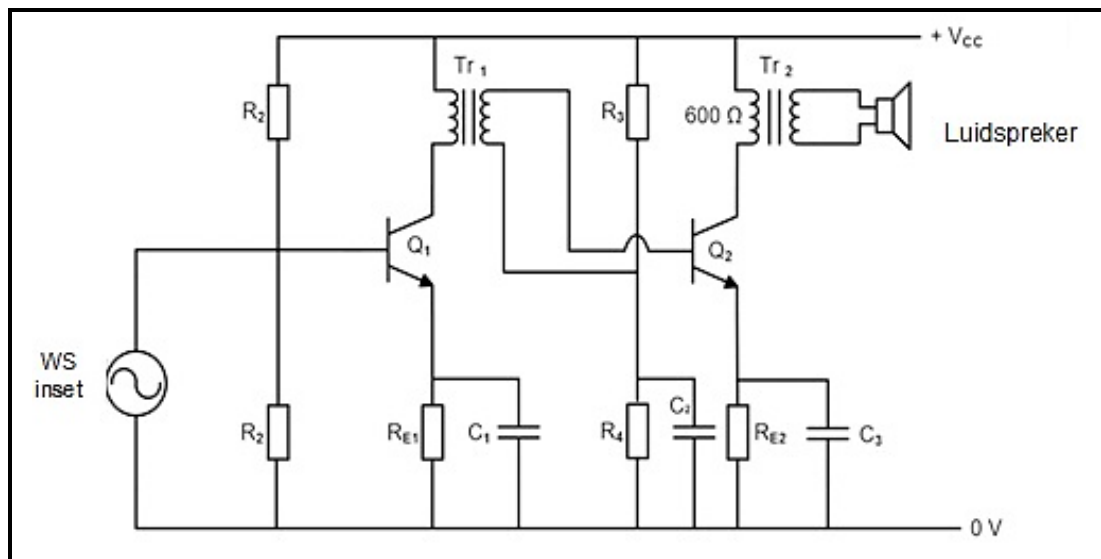 + V_CC
Tr ₁
Tr ₂
R₂
R₃
600 Ω
Luidspreker
Q₁
Q₂
WS
inset
R₂
R_E1
C₁
R₄
C₂
R_E2
C₃
0 V